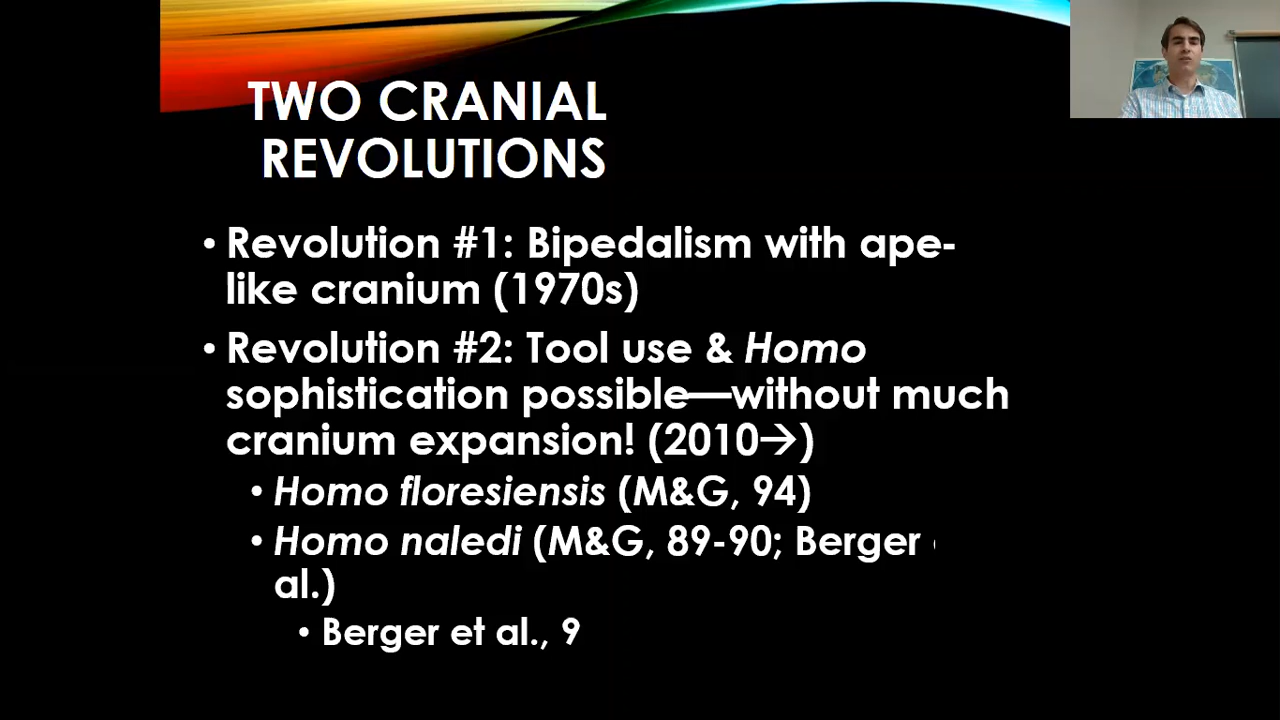 TWO CRANIAL
REVOLUTIONS
• Revolution #1: Bipedalism with ape-
like cranium (1970s)
• Revolution #2: Tool use & Homo
sophistication possible—without much
cranium expansion! (2010→)
• Homo floresiensis (M&G, 94)
• Homo naledi (M&G, 89-90; Berger
al.)
• Berger et al., 9